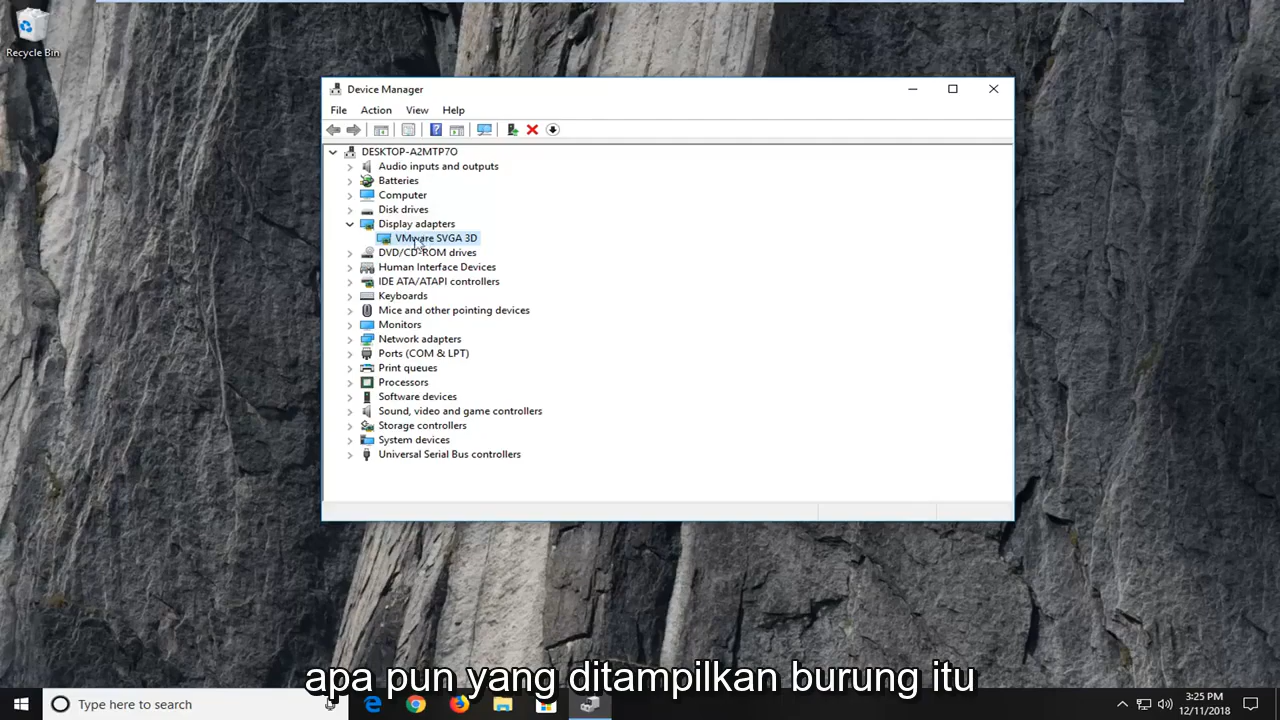 Recycle Bin
Device Manager
File Action View Help
DESKTOP-A2MTP7O
Audio inputs and outputs
Batteries
Computer
Disk drives
Display adapters
VMware SVGA 3D
DVD/CD-ROM drives
Human Interface Devices
IDE ATA/ATAPI controllers
Keyboards
Mice and other pointing devices
Monitors
Network adapters
Ports (COM & LPT)
Print queues
Processors
Software devices
Sound, video and game controllers
Storage controllers
System devices
Universal Serial Bus controllers
apa pun yang ditampilkan burung itu
Type here to search
3:25 PM
12/11/2018